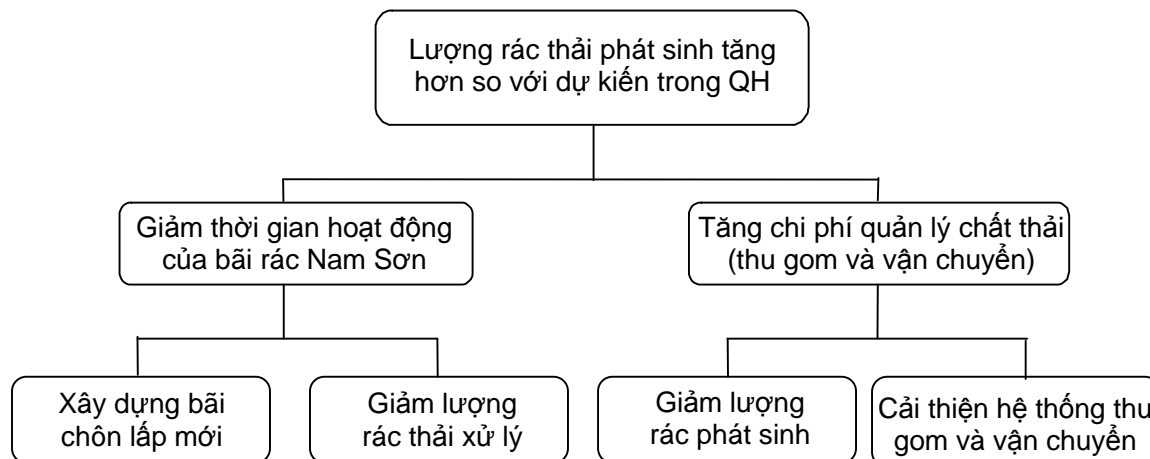 Lượng rác thải phát sinh tăng
hơn so với dự kiến trong QH
Giảm thời gian hoạt động
của bãi rác Nam Sơn
Tăng chi phí quản lý chất thải
(thu gom và vận chuyển)
Xây dựng bãi
chôn lấp mới
Giảm lượng
rác thải xử lý
Giảm lượng
rác phát sinh
Cải thiện hệ thống thu
gom và vận chuyển